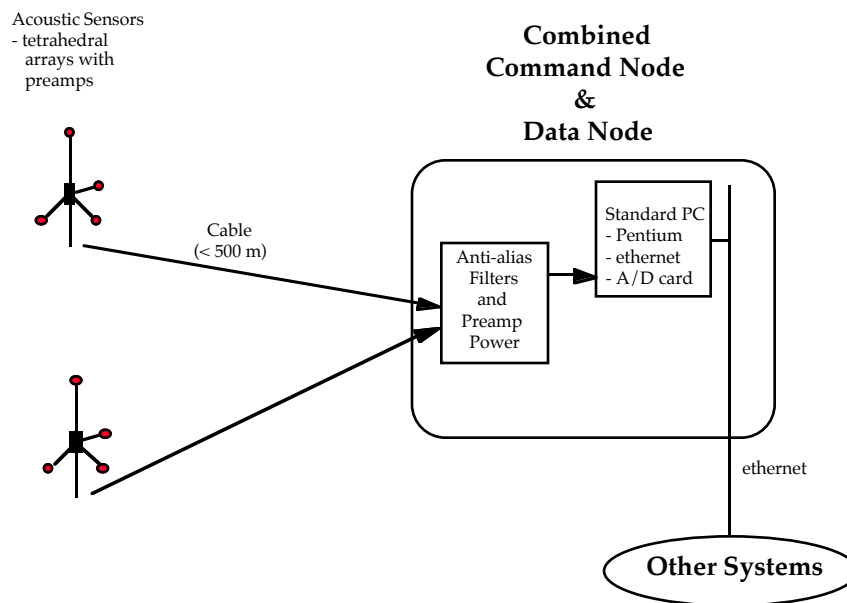 Acoustic Sensors
- tetrahedral
arrays with
preamps
Combined
Command Node
&
Data Node
Cable
(< 500 m)
Anti-alias
Filters
and
Preamp
Power
Standard PC
- Pentium
- ethernet
- A/D card
ethernet
Other Systems